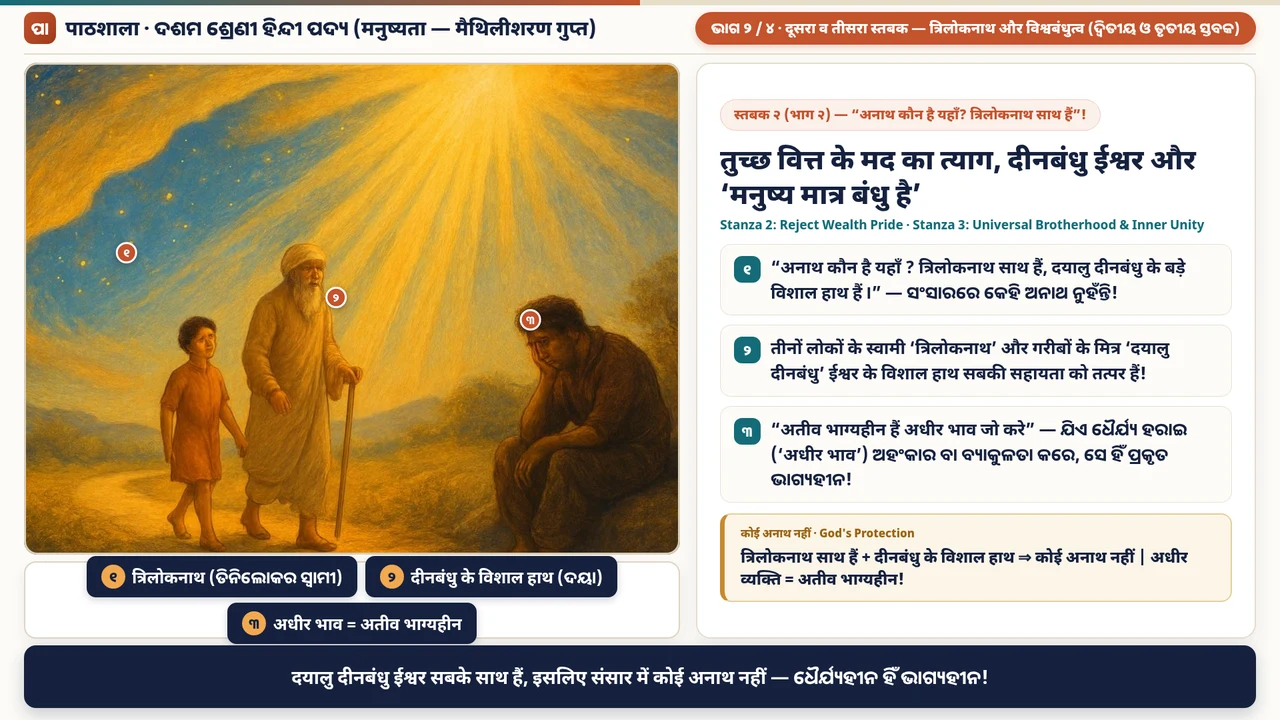 ପା ପାଠଶାଳା · ଦଶମ ଶ୍ରେଣୀ ହିନ୍ଦୀ ପଦ୍ୟ (ମନୁଷ୍ୟତା — ମୈଥିଳୀଶରଣ ଗୁପ୍ତ)
ଭାଗ ୨ / ୪ · दूसरा व तीसरा स्तबक — त्रिलोकनाथ और विश्वबंधुत्व (ଦ୍ୱିତୀୟ ଓ ତୃତୀୟ ସ୍ତବକ)
୧
୨
୩
୧ त्रिलोकनाथ (ତିନିଲୋକର ସ୍ୱାମୀ)
୨ दीनबंधु के विशाल हाथ (ଦୟା)
୩ अधीर भाव = अतीव भाग्यहीन
स्तबक २ (भाग २) — “अनाथ कौन है यहाँ? त्रिलोकनाथ साथ हैं”!
तुच्छ वित्त के मद का त्याग, दीनबंधु ईश्वर और
‘मनुष्य मात्र बंधु है’
Stanza 2: Reject Wealth Pride · Stanza 3: Universal Brotherhood & Inner Unity
୧ “अनाथ कौन है यहाँ ? त्रिलोकनाथ साथ हैं, दयालु दीनबंधु के बड़े
विशाल हाथ हैं ।” — ସଂସାରରେ କେହି ଅନାଥ ନୁହଁନ୍ତି!
୨ तीनों लोकों के स्वामी ‘त्रिलोकनाथ’ और गरीबों के मित्र ‘दयालु
दीनबंधु’ ईश्वर के विशाल हाथ सबकी सहायता को तत्पर हैं!
୩ “अतीव भाग्यहीन हैं अधीर भाव जो करे” — ଯିଏ ଧୈର୍ଯ୍ୟ ହରାଇ
(‘अधीर भाव’) ଅହଂକାର ବା ବ୍ୟାକୁଳତା କରେ, ସେ ହିଁ ପ୍ରକୃତ
ଭାଗ୍ୟହୀନ!
कोई अनाथ नहीं · God's Protection
त्रिलोकनाथ साथ हैं + दीनबंधु के विशाल हाथ ⇒ कोई अनाथ नहीं | अधीर
व्यक्ति = अतीव भाग्यहीन!
दयालु दीनबंधु ईश्वर सबके साथ हैं, इसलिए संसार में कोई अनाथ नहीं — ଧୈର୍ଯ୍ୟହୀନ ହିଁ ଭାଗ୍ୟହୀନ!